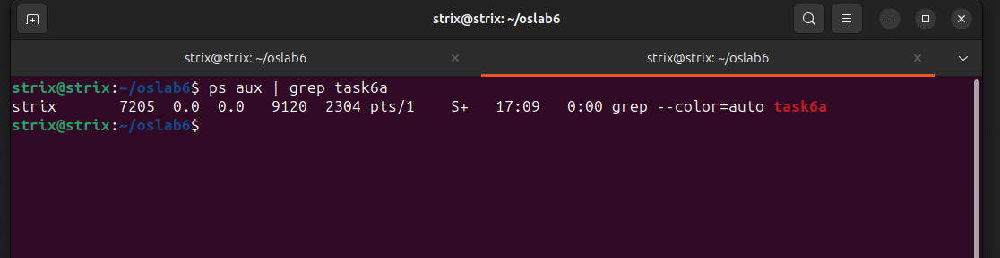 strix@strix: ~/oslab6
strix@strix: ~/oslab6
strix@strix: ~/oslab6
strix@strix:~/oslab6$ ps aux | grep task6a
strix       7205  0.0  0.0   9120  2304 pts/1    S+   17:09   0:00 grep --color=auto task6a
strix@strix:~/oslab6$